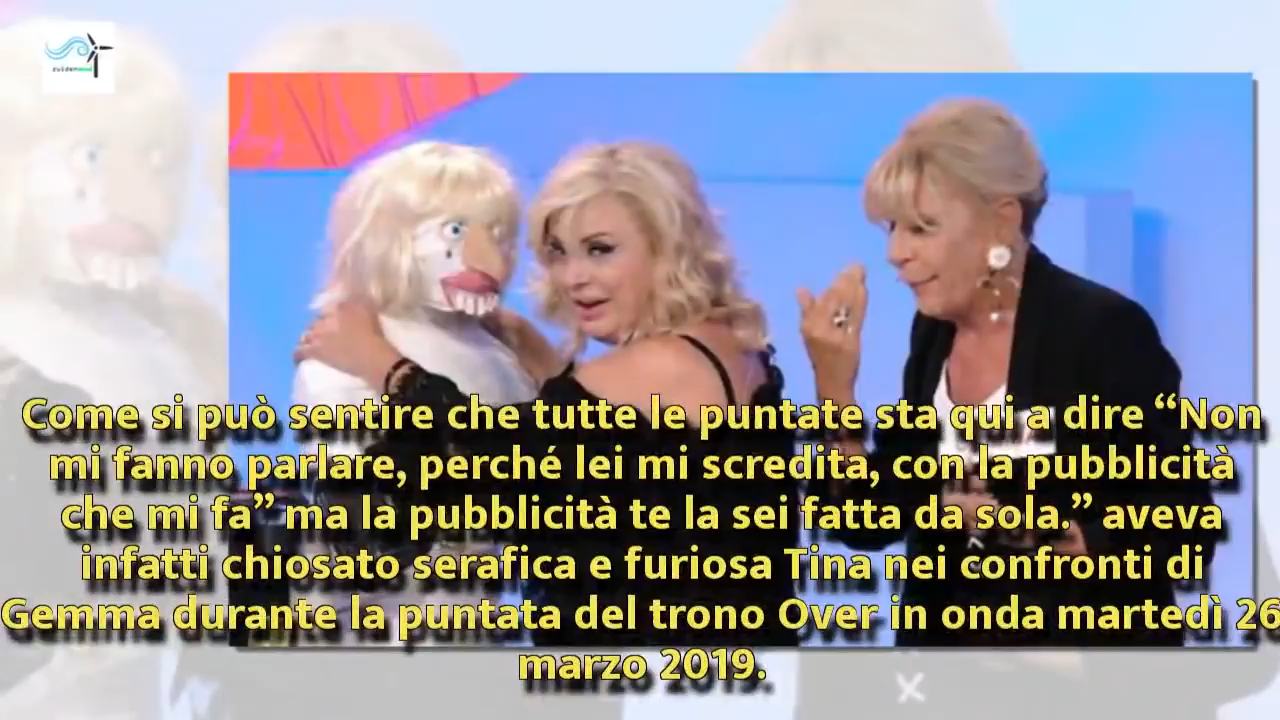 Come si può sentire che tutte le puntate sta qui a dire “Non
mi fanno parlare, perché lei mi scredita, con la pubblicità
che mi fa” ma la pubblicità te la sei fatta da sola.” aveva
infatti chiosato serafica e furiosa Tina nei confronti di
Gemma durante la puntata del trono Over in onda martedì 26
marzo 2019.